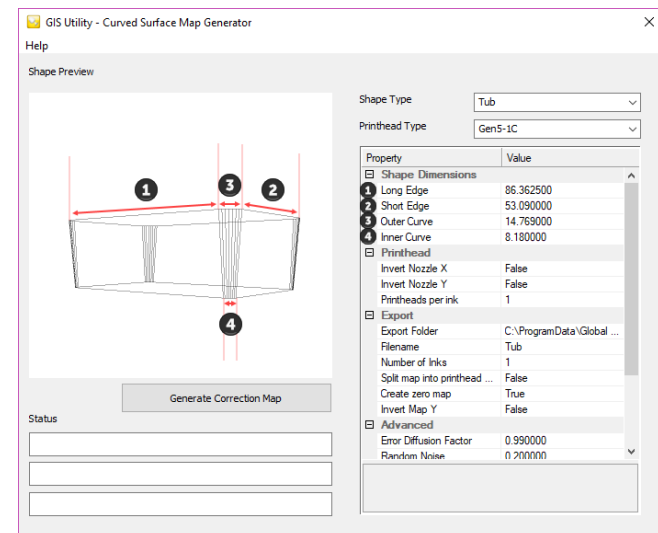 GIS Utility - Curved Surface Map Generator
Help
Shape Preview
1
3
2
4
Generate Correction Map
Status
Shape Type Tub
Printhead Type Gen5-1C
Property Value
Shape Dimensions
1 Long Edge 86.362500
2 Short Edge 53.090000
3 Outer Curve 14.769000
4 Inner Curve 8.180000
Printhead
Invert Nozzle X False
Invert Nozzle Y False
Printheads per ink 1
Export
Export Folder C:\ProgramData\Global ...
Filename Tub
Number of Inks 1
Split map into printhead ... False
Create zero map True
Invert Map Y False
Advanced
Error Diffusion Factor 0.990000
Random Noise 0.200000